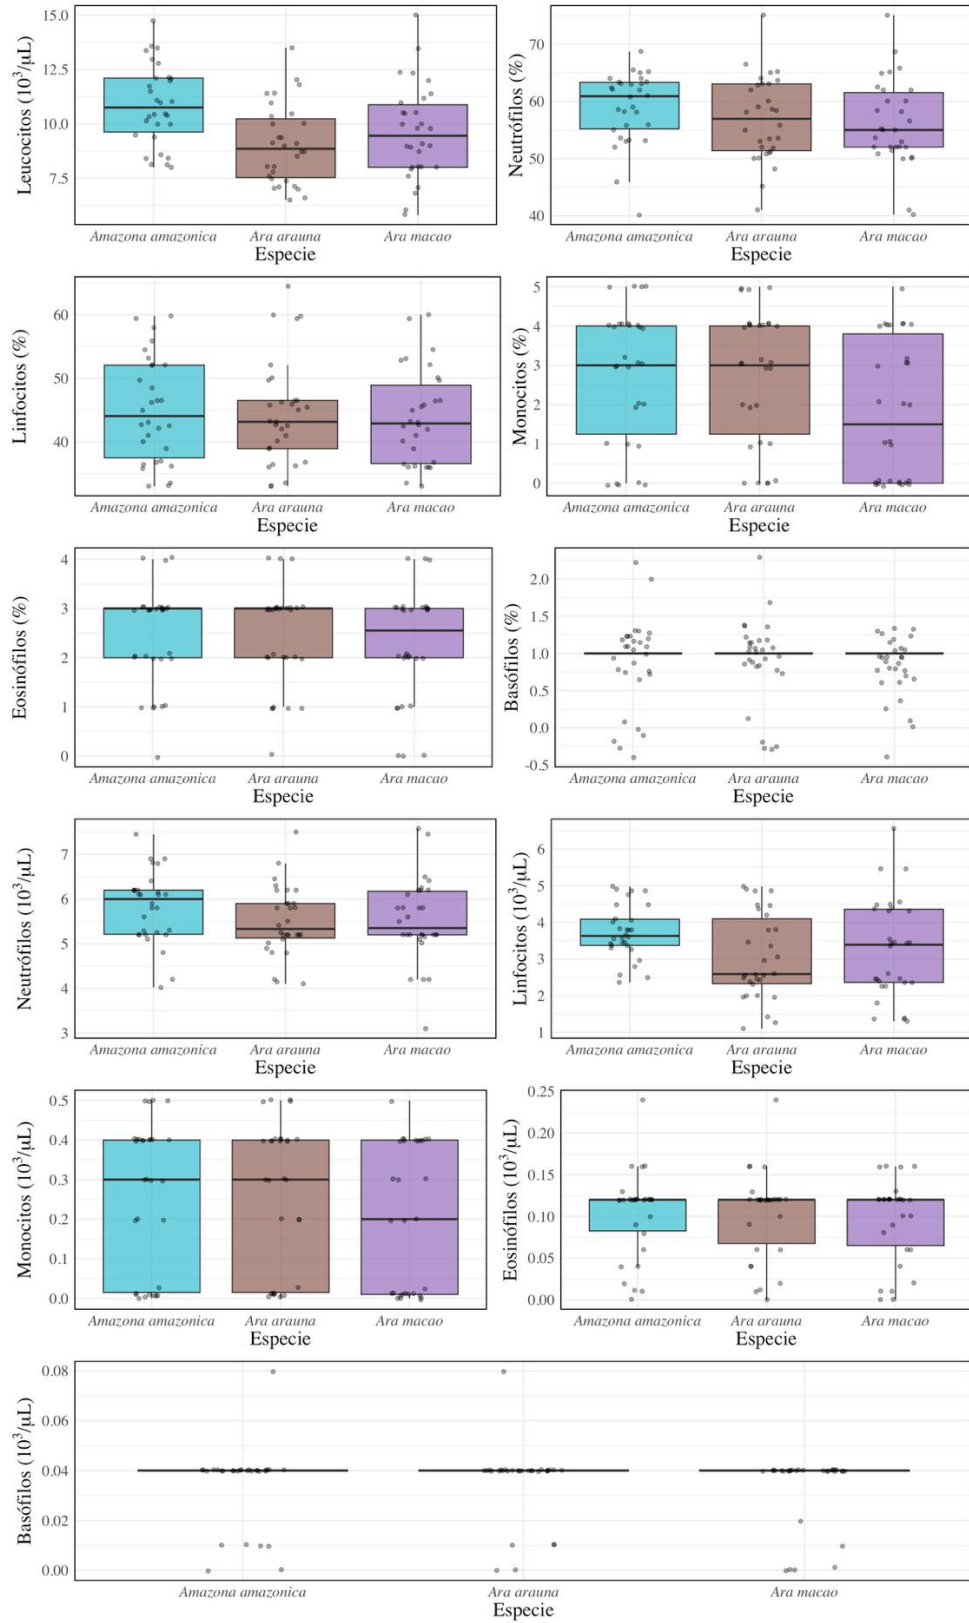 Leucocitos (10³/µL)
15.0
12.5
10.0
7.5
Amazona amazonica
Ara arauna
Ara macao
Especie
Neutrófilos (%)
70
60
50
40
Amazona amazonica
Ara arauna
Ara macao
Especie
Linfocitos (%)
60
50
40
Amazona amazonica
Ara arauna
Ara macao
Especie
Monocitos (%)
5
4
3
2
1
0
Amazona amazonica
Ara arauna
Ara macao
Especie
Eosinófilos (%)
4
3
2
1
0
Amazona amazonica
Ara arauna
Ara macao
Especie
Basófilos (%)
2.0
1.5
1.0
0.5
0.0
-0.5
Amazona amazonica
Ara arauna
Ara macao
Especie
Neutrófilos (10³/µL)
7
6
5
4
3
Amazona amazonica
Ara arauna
Ara macao
Especie
Linfocitos (10³/µL)
6
5
4
3
2
1
Amazona amazonica
Ara arauna
Ara macao
Especie
Monocitos (10³/µL)
0.5
0.4
0.3
0.2
0.1
0.0
Amazona amazonica
Ara arauna
Ara macao
Especie
Eosinófilos (10³/µL)
0.25
0.20
0.15
0.10
0.05
0.00
Amazona amazonica
Ara arauna
Ara macao
Especie
Basófilos (10³/µL)
0.08
0.06
0.04
0.02
0.00
Amazona amazonica
Ara arauna
Ara macao
Especie